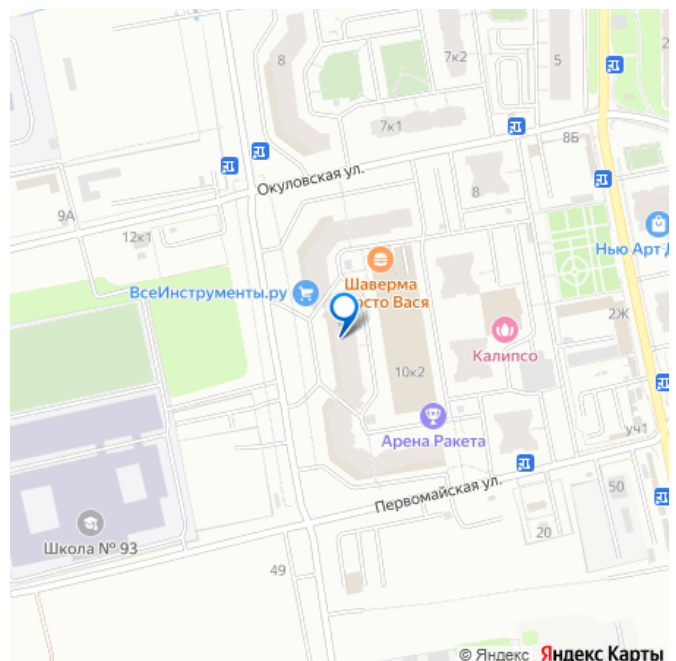 8
7к2
5
7к1
8Б
Окуловская ул.
9А
8
12к1
Нью Арт Д
Шаверма
ВсеИнструменты.ру
осто Вася
2Ж
Калипсо
10к2
Арена Ракета
уч1
Первомайская ул.
50
Школа № 93
20
49
© Яндекс Яндекс Карты